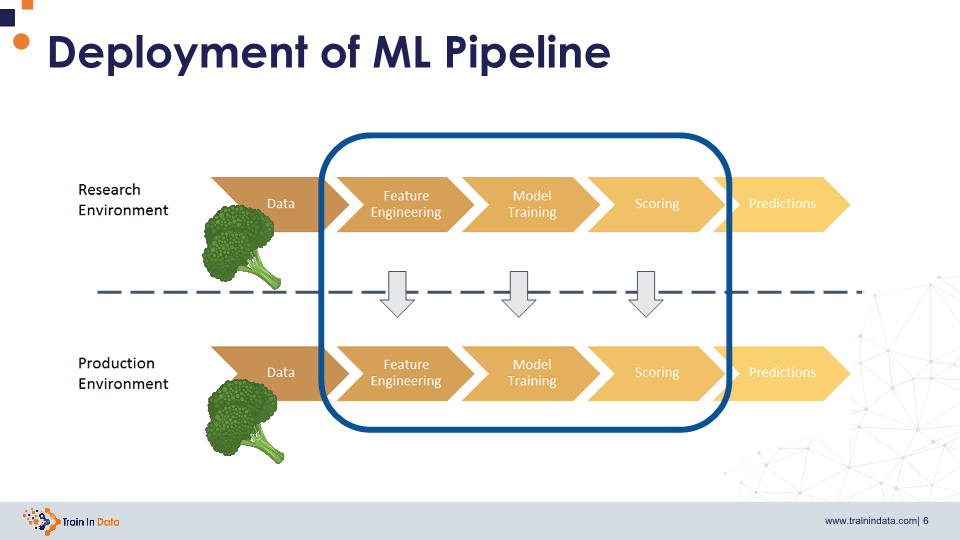 Deployment of ML Pipeline
Research
Environment
Data
Feature
Engineering
Model
Training
Scoring
Predictions
Production
Environment
Data
Feature
Engineering
Model
Training
Scoring
Predictions
Train In Data
www.trainindata.com| 6